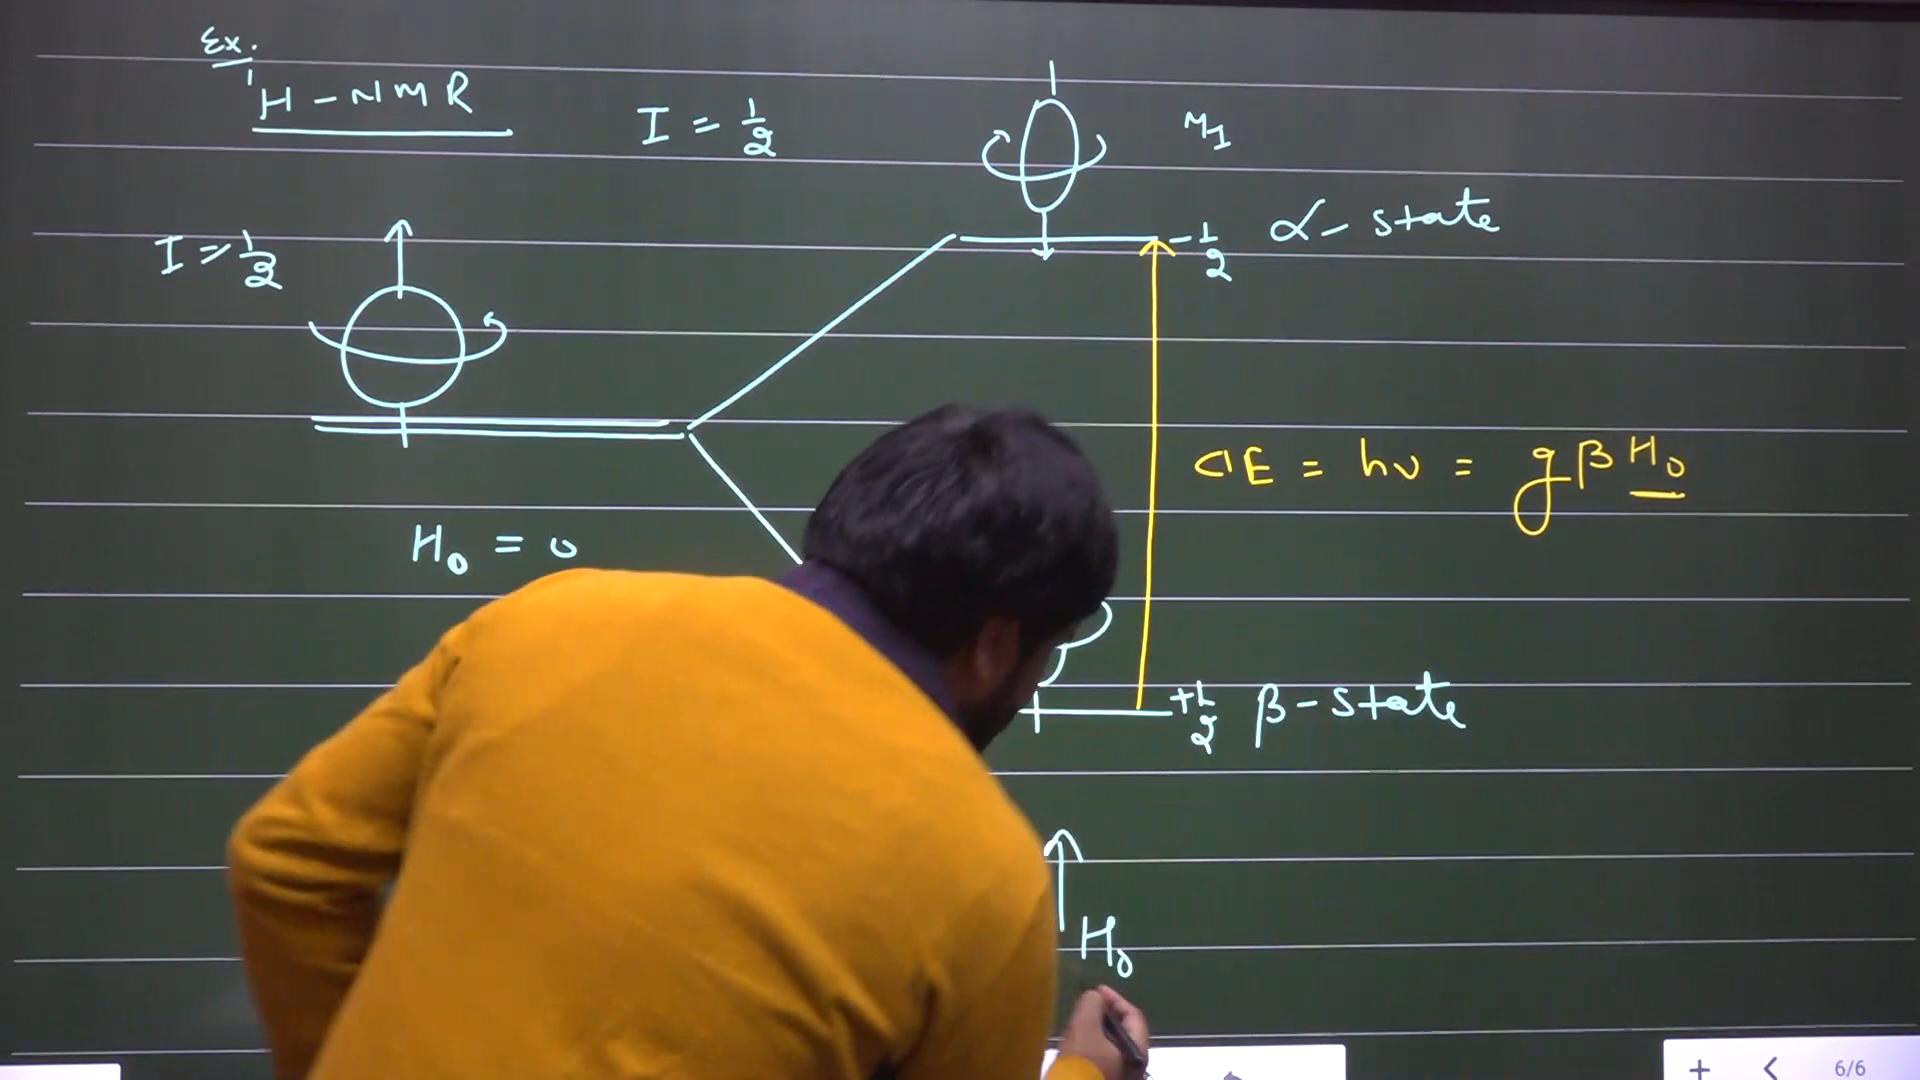 Ex.
¹H-NMR
I = 1/2
M_I
I = 1/2
-1/2 α-state
ΔE = hν = gβH₀
H₀ = 0
+1/2 β-state
H₀
+ < 6/6